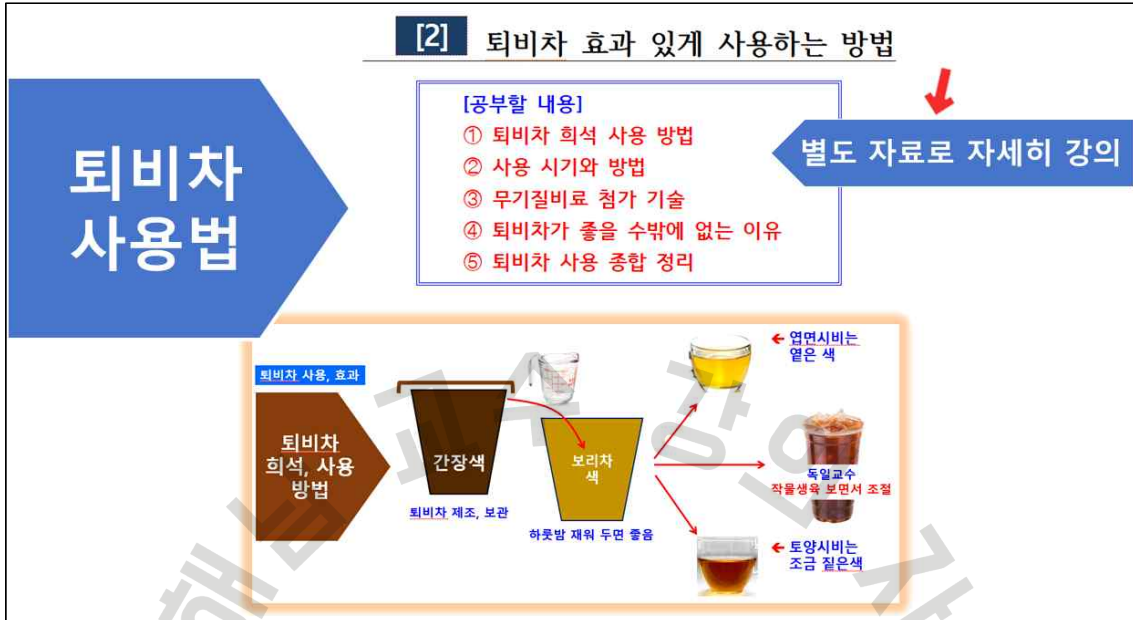 [2] 퇴비차 효과 있게 사용하는 방법
퇴비차
사용법
[공부할 내용]
① 퇴비차 희석 사용 방법
② 사용 시기와 방법
③ 무기질비료 첨가 기술
④ 퇴비차가 좋을 수밖에 없는 이유
⑤ 퇴비차 사용 종합 정리
별도 자료로 자세히 강의
퇴비차 사용, 효과
퇴비차
희석, 사용
방법
간장색
퇴비차 제조, 보관
보리차
색
하룻밤 재워 두면 좋음
← 엽면시비는
옅은 색
독일교수
작물생육 보면서 조절
← 토양시비는
조금 짙은색